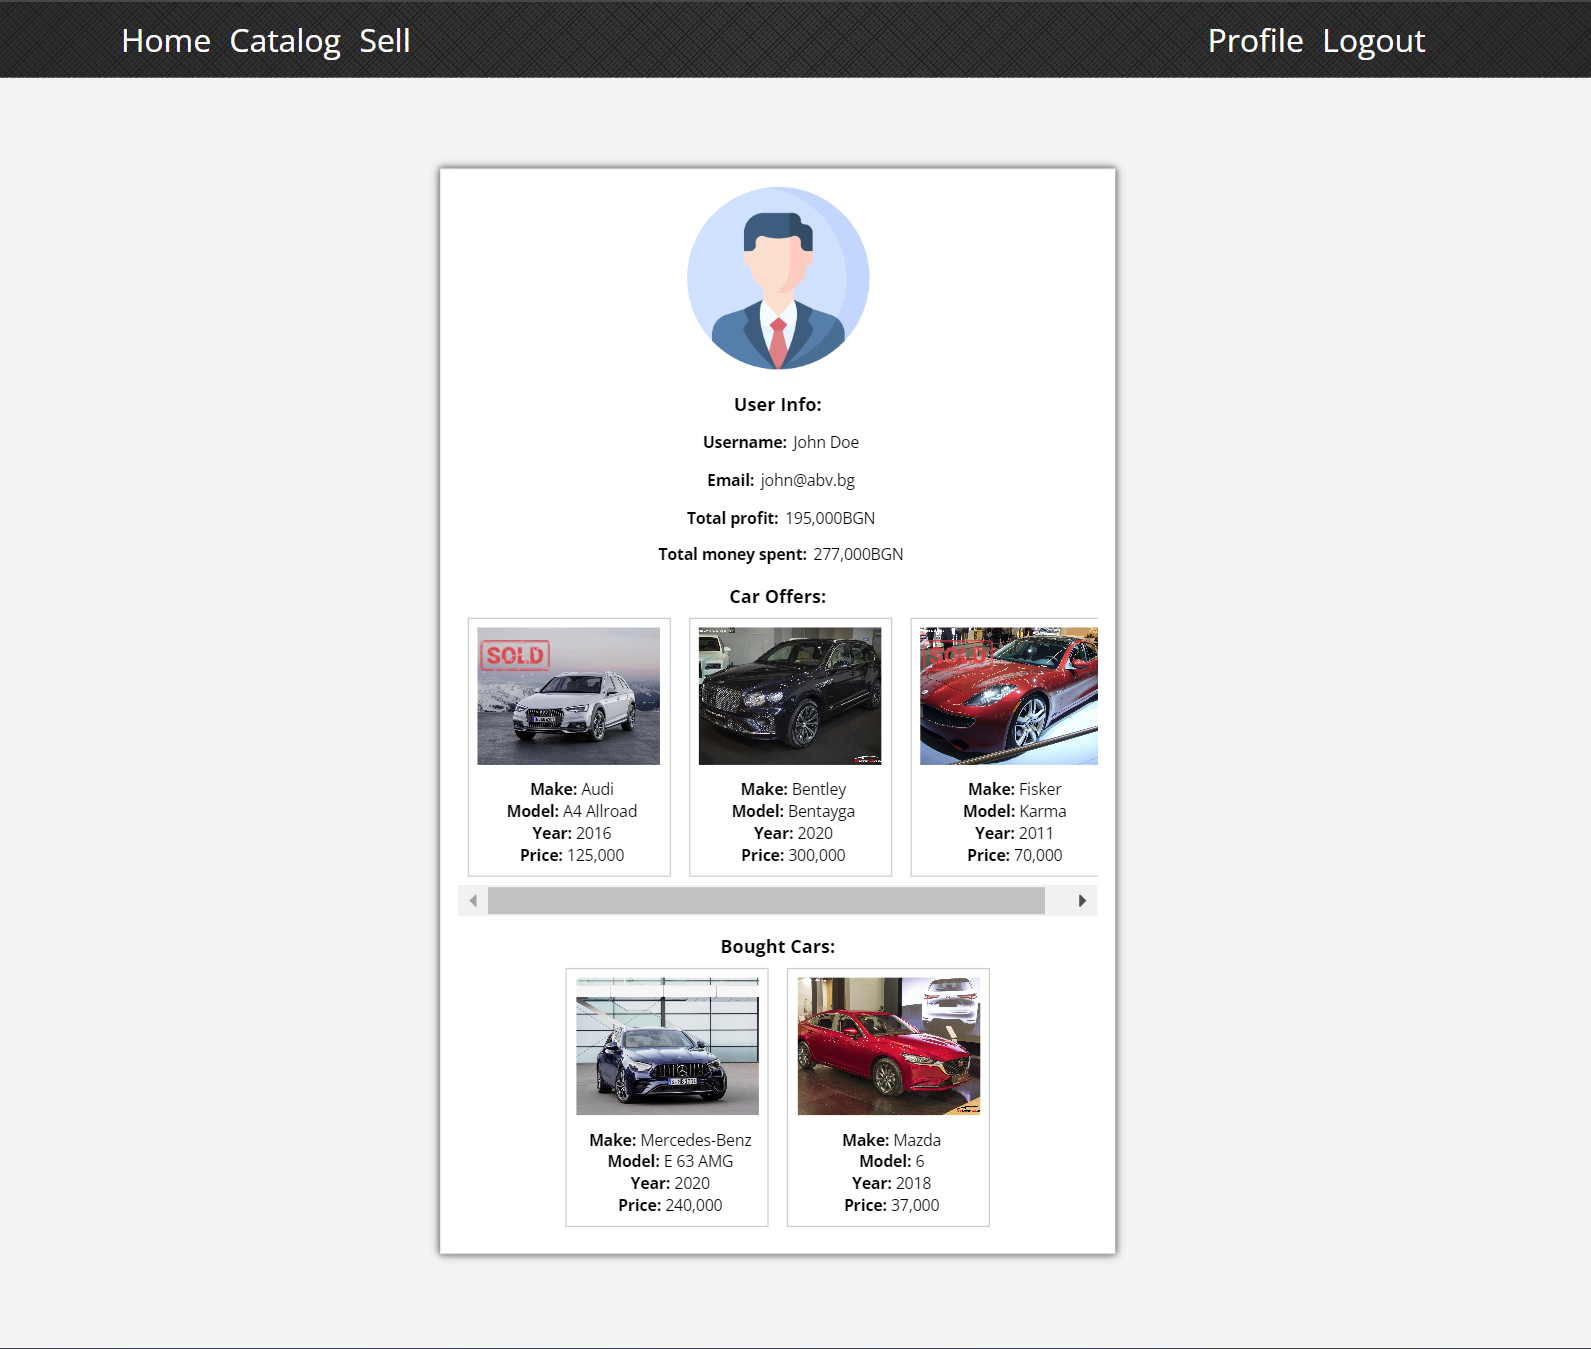 Home Catalog Sell Profile Logout
User Info:
Username: John Doe
Email: john@abv.bg
Total profit: 195,000BGN
Total money spent: 277,000BGN
Car Offers:
SOLD
SOLD
Make: Audi
Model: A4 Allroad
Year: 2016
Price: 125,000
Make: Bentley
Model: Bentayga
Year: 2020
Price: 300,000
Make: Fisker
Model: Karma
Year: 2011
Price: 70,000
Bought Cars:
Make: Mercedes-Benz
Model: E 63 AMG
Year: 2020
Price: 240,000
Make: Mazda
Model: 6
Year: 2018
Price: 37,000